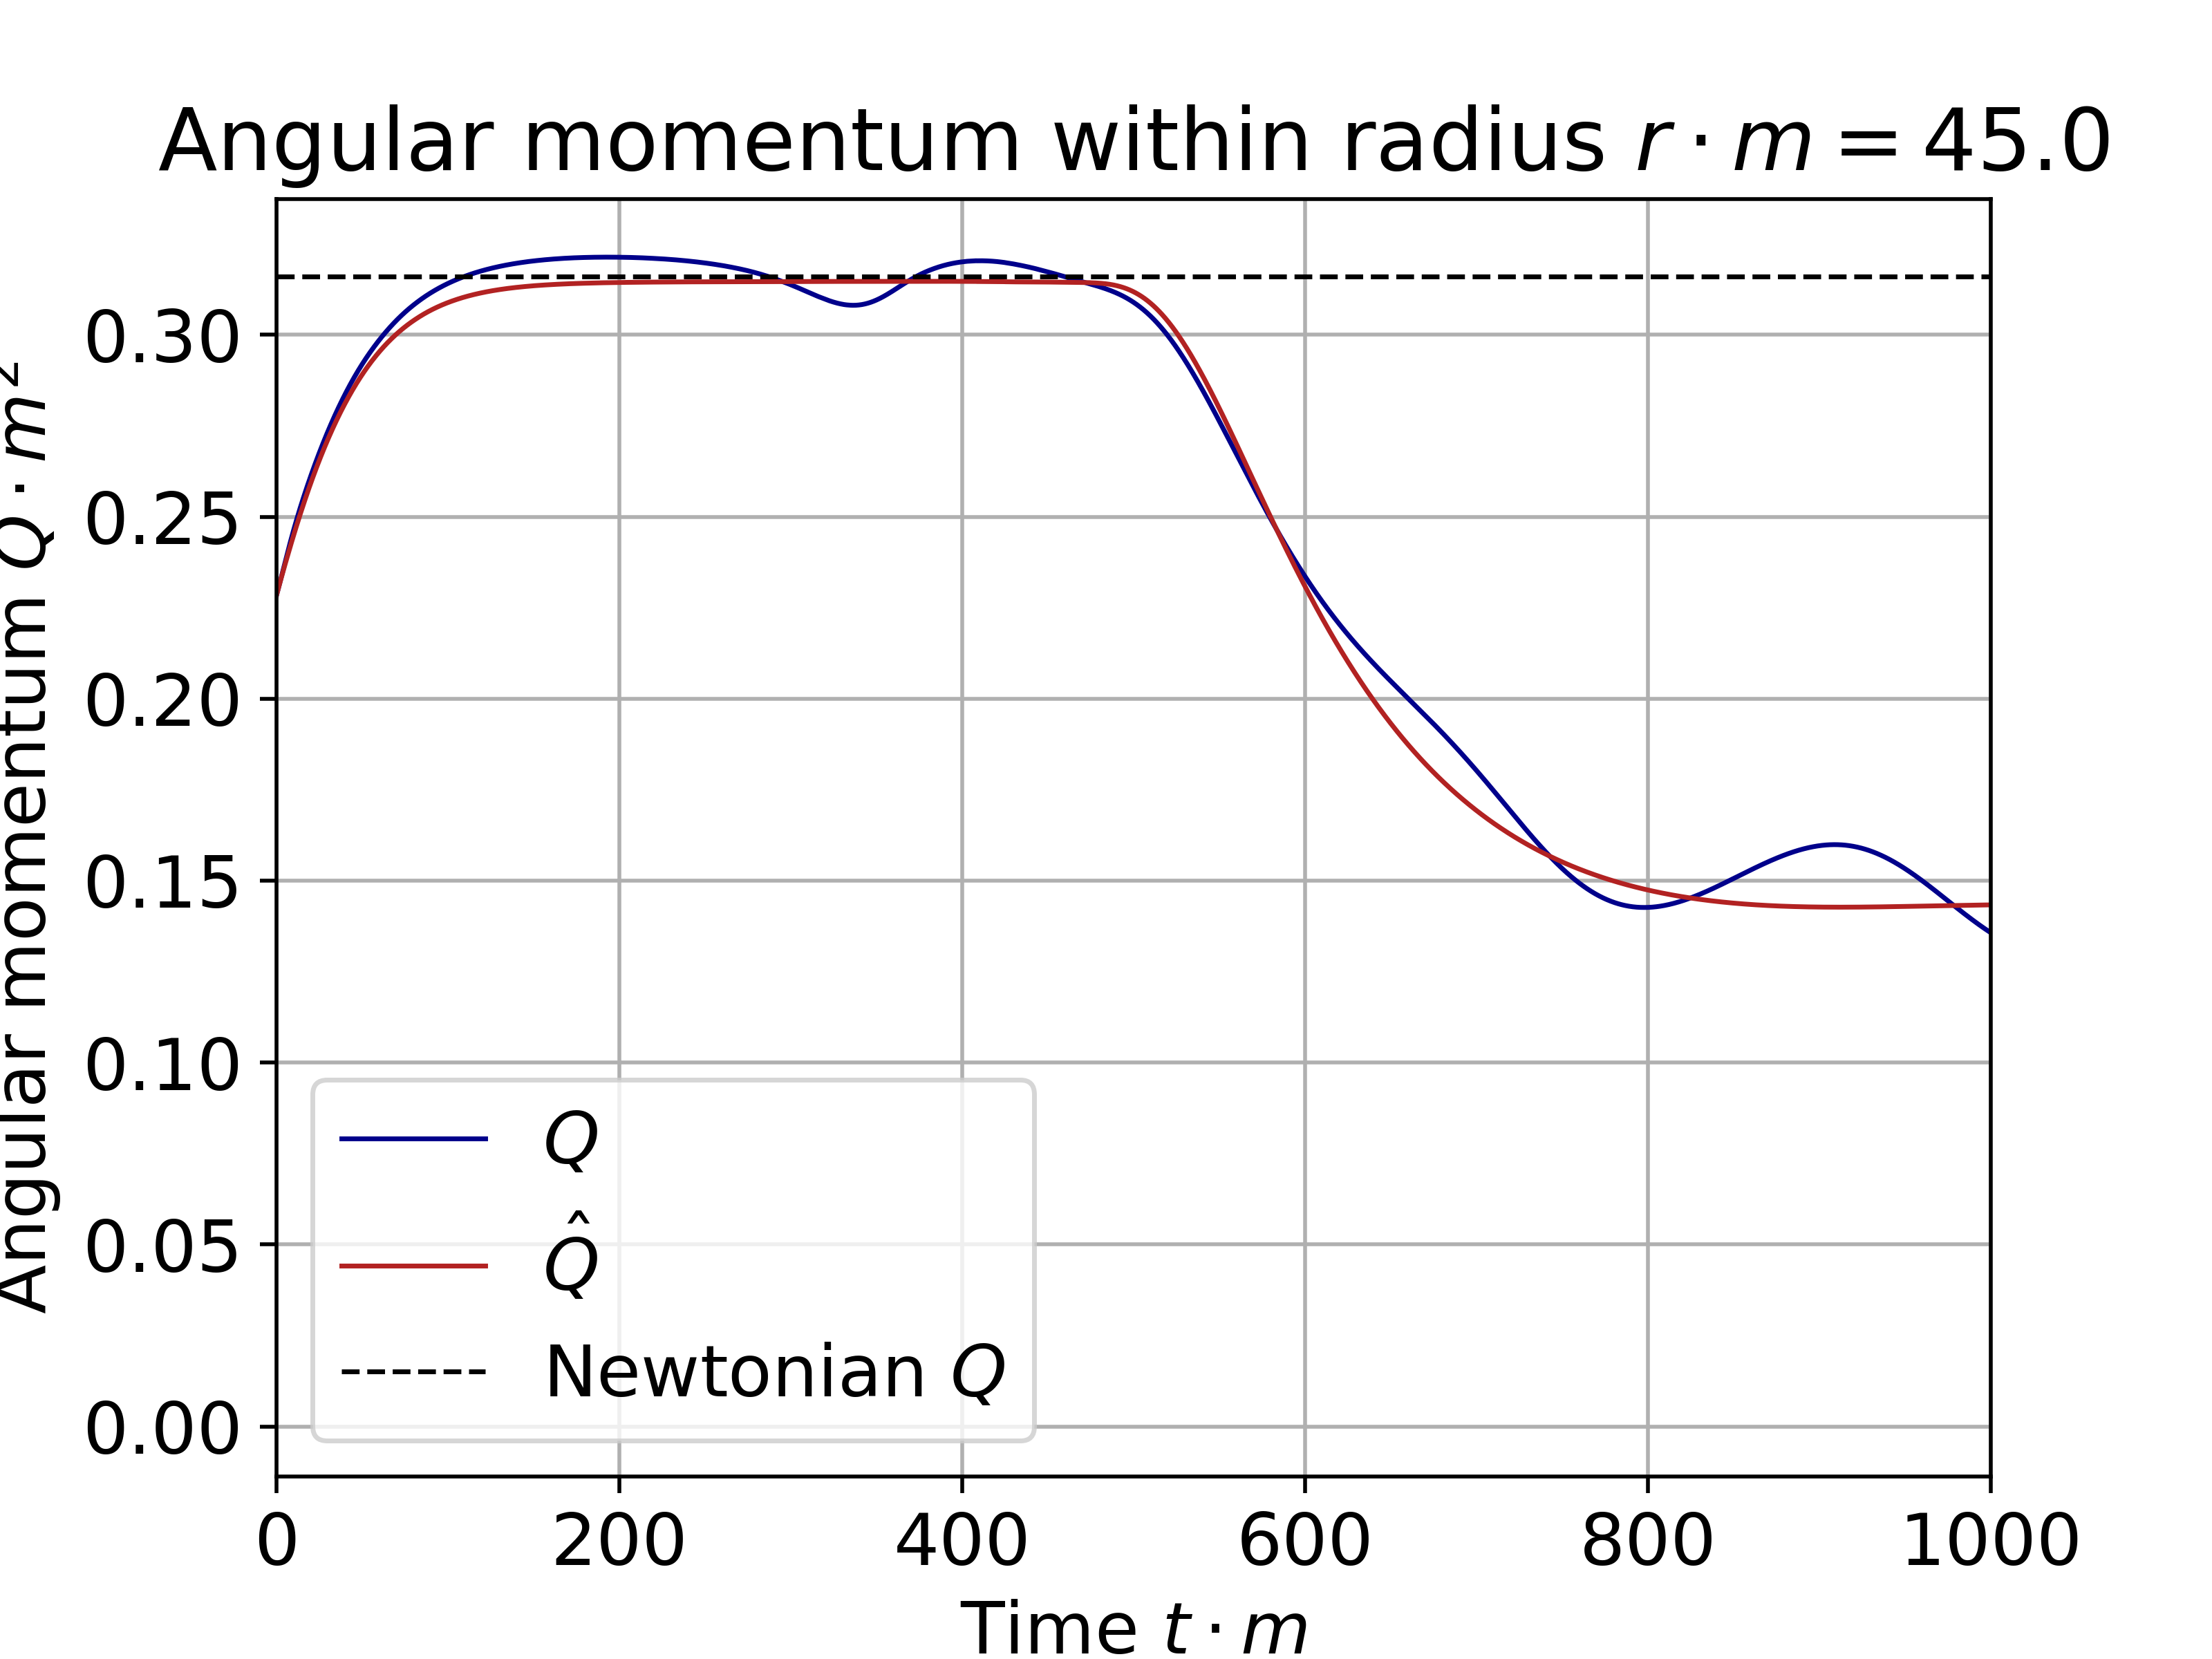 Angular momentum within radius r · m = 45.0
Angular momentum Q · m²
0.30
0.25
0.20
0.15
0.10
0.05
0.00
Q
Q̂
Newtonian Q
0 200 400 600 800 1000
Time t · m